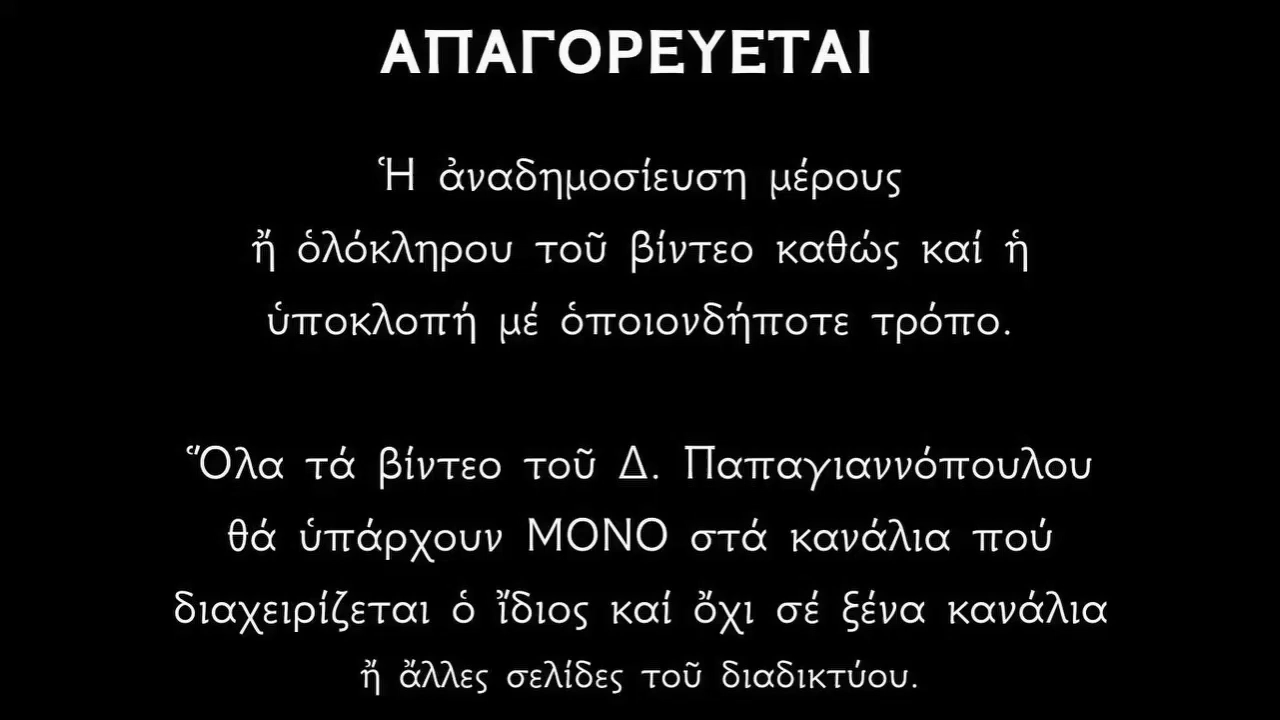 ΑΠΑΓΟΡΕΥΕΤΑΙ
Ἡ ἀναδημοσίευση μέρους
ἤ ὁλόκληρου τοῦ βίντεο καθώς καί ἡ
ὑποκλοπή μέ ὁποιονδήποτε τρόπο.
Ὅλα τά βίντεο τοῦ Δ. Παπαγιαννόπουλου
θά ὑπάρχουν ΜΟΝΟ στά κανάλια πού
διαχειρίζεται ὁ ἴδιος καί ὄχι σέ ξένα κανάλια
ἤ ἄλλες σελίδες τοῦ διαδικτύου.